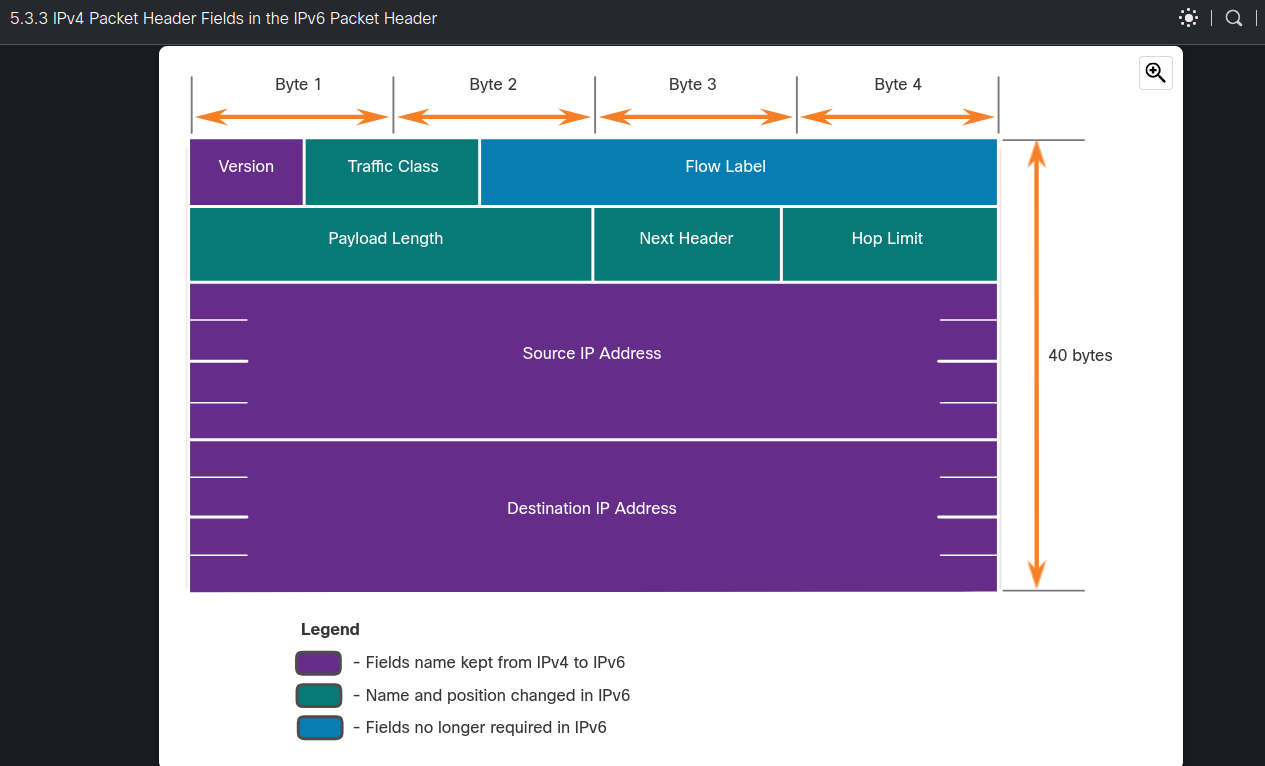 5.3.3 IPv4 Packet Header Fields in the IPv6 Packet Header
Byte 1 Byte 2 Byte 3 Byte 4
Version Traffic Class Flow Label
Payload Length Next Header Hop Limit
Source IP Address
40 bytes
Destination IP Address
Legend
- Fields name kept from IPv4 to IPv6
- Name and position changed in IPv6
- Fields no longer required in IPv6